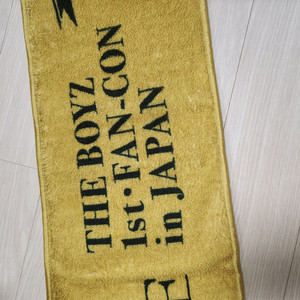 THE BOYZ
1st•FAN-CON
in JAPAN
E